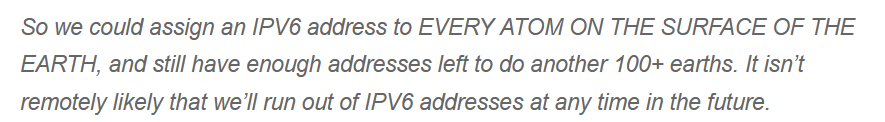 So we could assign an IPV6 address to EVERY ATOM ON THE SURFACE OF THE
EARTH, and still have enough addresses left to do another 100+ earths. It isn’t
remotely likely that we’ll run out of IPV6 addresses at any time in the future.